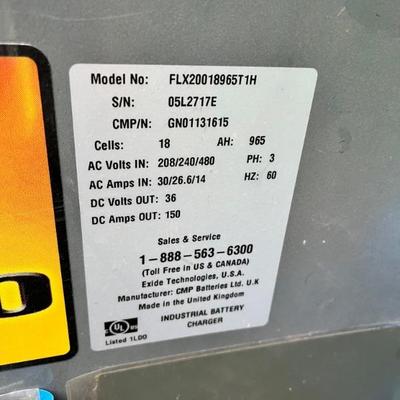 Model No: FLX20018965T1H
S/N: 05L2717E
CMP/N: GN01131615
Cells: 18 AH: 965
AC Volts IN: 208/240/480 PH: 3
AC Amps IN: 30/26.6/14 HZ: 60
DC Volts OUT: 36
DC Amps OUT: 150
Sales & Service
1-888-563-6300
(Toll Free in US & CANADA)
Exide Technologies, U.S.A.
Manufacturer: CMP Batteries Ltd. U.K
Made in the United Kingdom
UL US INDUSTRIAL BATTERY
CHARGER
Listed 1LD0